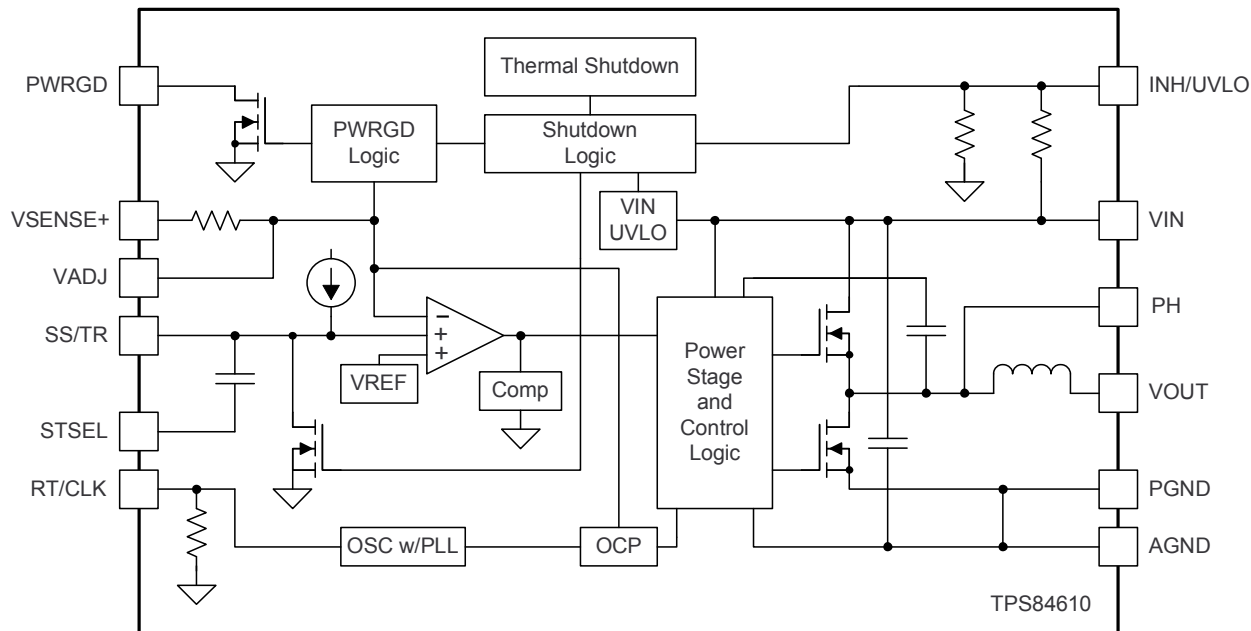 Thermal Shutdown
PWRGD
INH/UVLO
PWRGD
Logic
Shutdown
Logic
VSENSE+
VIN
UVLO
VIN
VADJ
PH
SS/TR
−
+
+
VREF
Comp
Power
Stage
and
Control
Logic
VOUT
STSEL
RT/CLK
PGND
OSC w/PLL
OCP
AGND
TPS84610